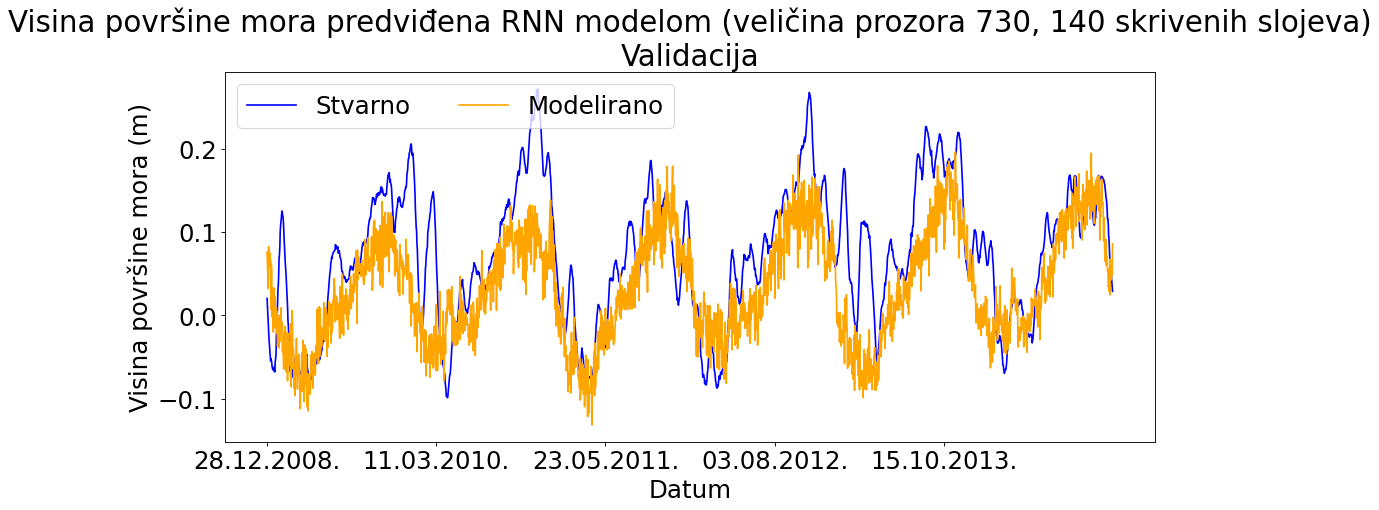 Visina površine mora predviđena RNN modelom (veličina prozora 730, 140 skrivenih slojeva)
Validacija
Stvarno Modelirano
Visina površine mora (m)
0.2
0.1
0.0
−0.1
28.12.2008. 11.03.2010. 23.05.2011. 03.08.2012. 15.10.2013.
Datum